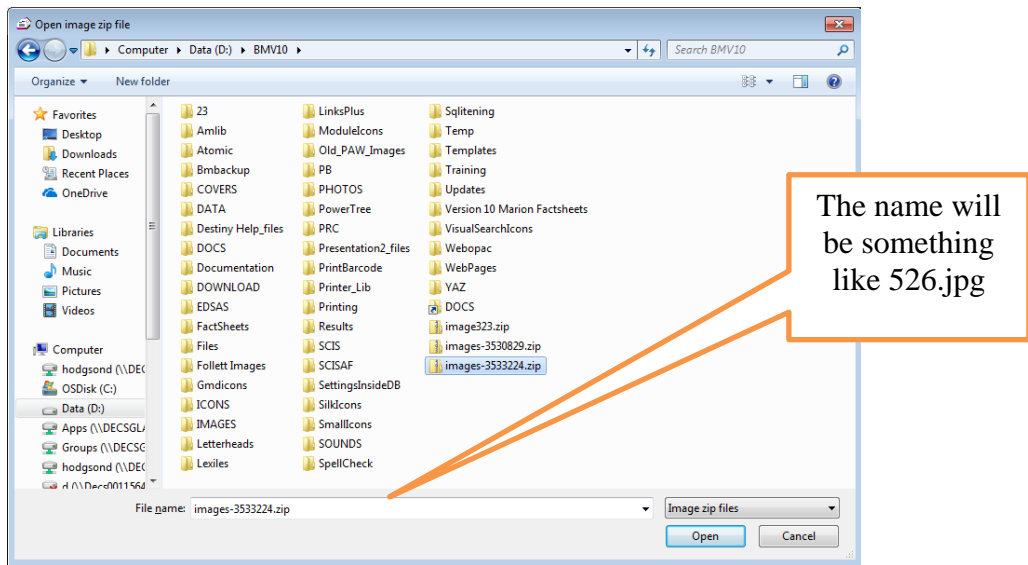 Open image zip file
Computer Data (D:) BMV10
Search BMV10
Organize New folder
Favorites
Desktop
Downloads
Recent Places
OneDrive
Libraries
Documents
Music
Pictures
Videos
Computer
hodgsond (\\DEC
OSDisk (C:)
Data (D:)
Apps (\\DECSGL
Groups (\\DECSG
hodgsond (\\DEC
d (\\Decs0011564
23
Amlib
Atomic
Bmbackup
COVERS
DATA
Destiny Help_files
DOCS
Documentation
DOWNLOAD
EDSAS
FactSheets
Files
Follett Images
Gmdicons
ICONS
IMAGES
Letterheads
Lexiles
LinksPlus
ModuleIcons
Old_PAW_Images
PB
PHOTOS
PowerTree
PRC
Presentation2_files
PrintBarcode
Printer_Lib
Printing
Results
SCIS
SCISAF
SettingsInsideDB
SilkIcons
SmallIcons
SOUNDS
SpellCheck
Sqlitening
Temp
Templates
Training
Updates
Version 10 Marion Factsheets
VisualSearchIcons
Webopac
WebPages
YAZ
DOCS
image323.zip
images-3530829.zip
images-3533224.zip
The name will
be something
like 526.jpg
File name: images-3533224.zip
Image zip files
Open Cancel